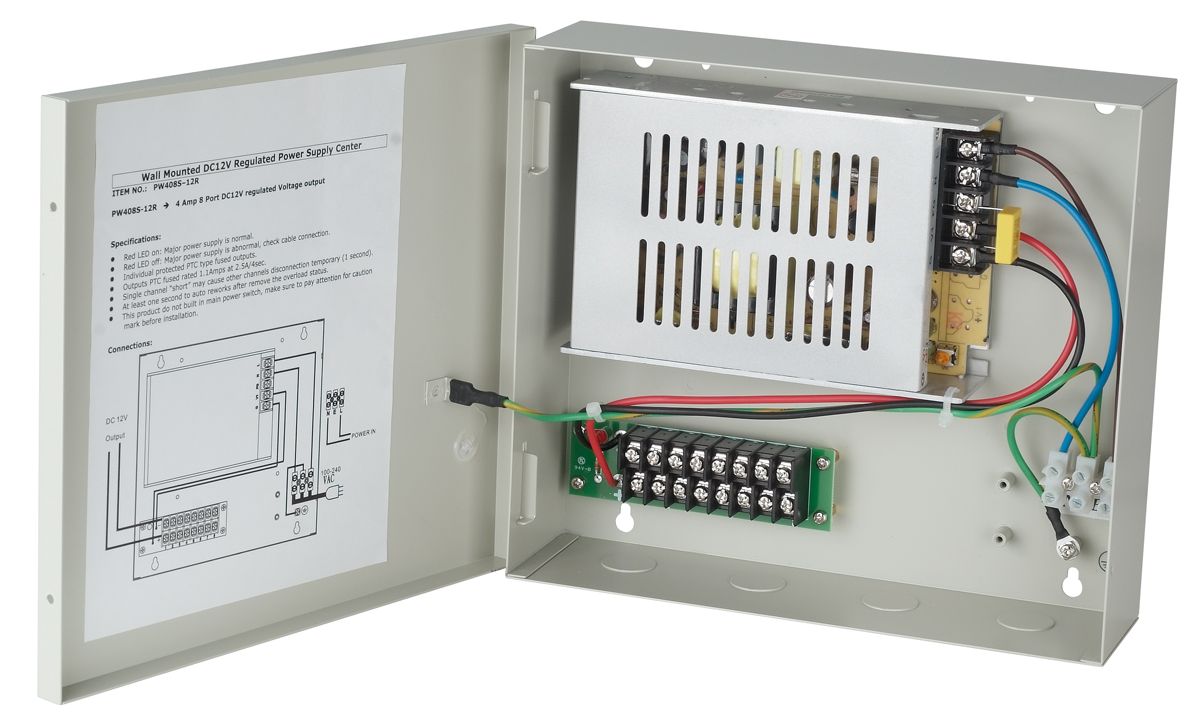 Wall Mounted DC12V Regulated Power Supply Center
ITEM NO.: PW408S-12R
PW408S-12R → 4 Amp 8 Port DC12V regulated Voltage output
Specifications:
• Red LED on: Major power supply is normal.
• Red LED off: Major power supply is abnormal, check cable connection.
• Individual protected PTC type fused outputs.
• Outputs PTC fused rated 1.1Amps at 2.5A/4sec.
• Single channel "short" may cause other channels disconnection temporary (1 second).
• At least one second to auto reworks after remove the overload status.
• This product do not built in main power switch, make sure to pay attention for caution
mark before installation.
Connections:
DC 12V
Output
N E L
POWER IN
100-240
VAC
94V-0